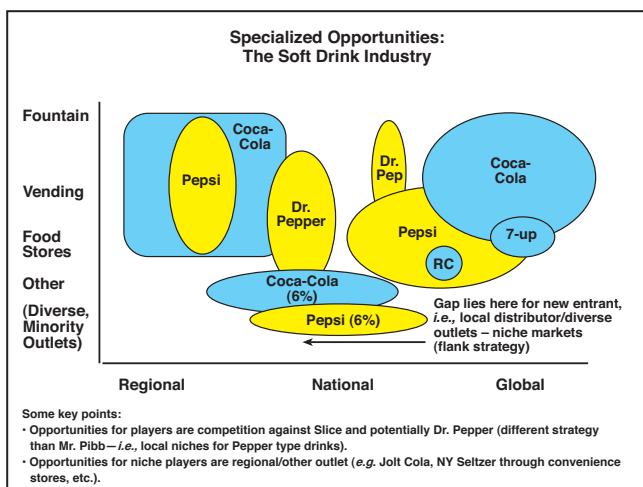 Specialized Opportunities:
The Soft Drink Industry
Fountain
Vending
Food
Stores
Other
(Diverse,
Minority
Outlets)
Coca-
Cola
Pepsi
Dr.
Pepper
Dr.
Pep
Coca-
Cola
Pepsi
7-up
RC
Coca-Cola
(6%)
Pepsi (6%)
Gap lies here for new entrant,
i.e., local distributor/diverse
outlets – niche markets
(flank strategy)
Regional
National
Global
Some key points:
• Opportunities for players are competition against Slice and potentially Dr. Pepper (different strategy
than Mr. Pibb—i.e., local niches for Pepper type drinks).
• Opportunities for niche players are regional/other outlet (e.g. Jolt Cola, NY Seltzer through convenience
stores, etc.).